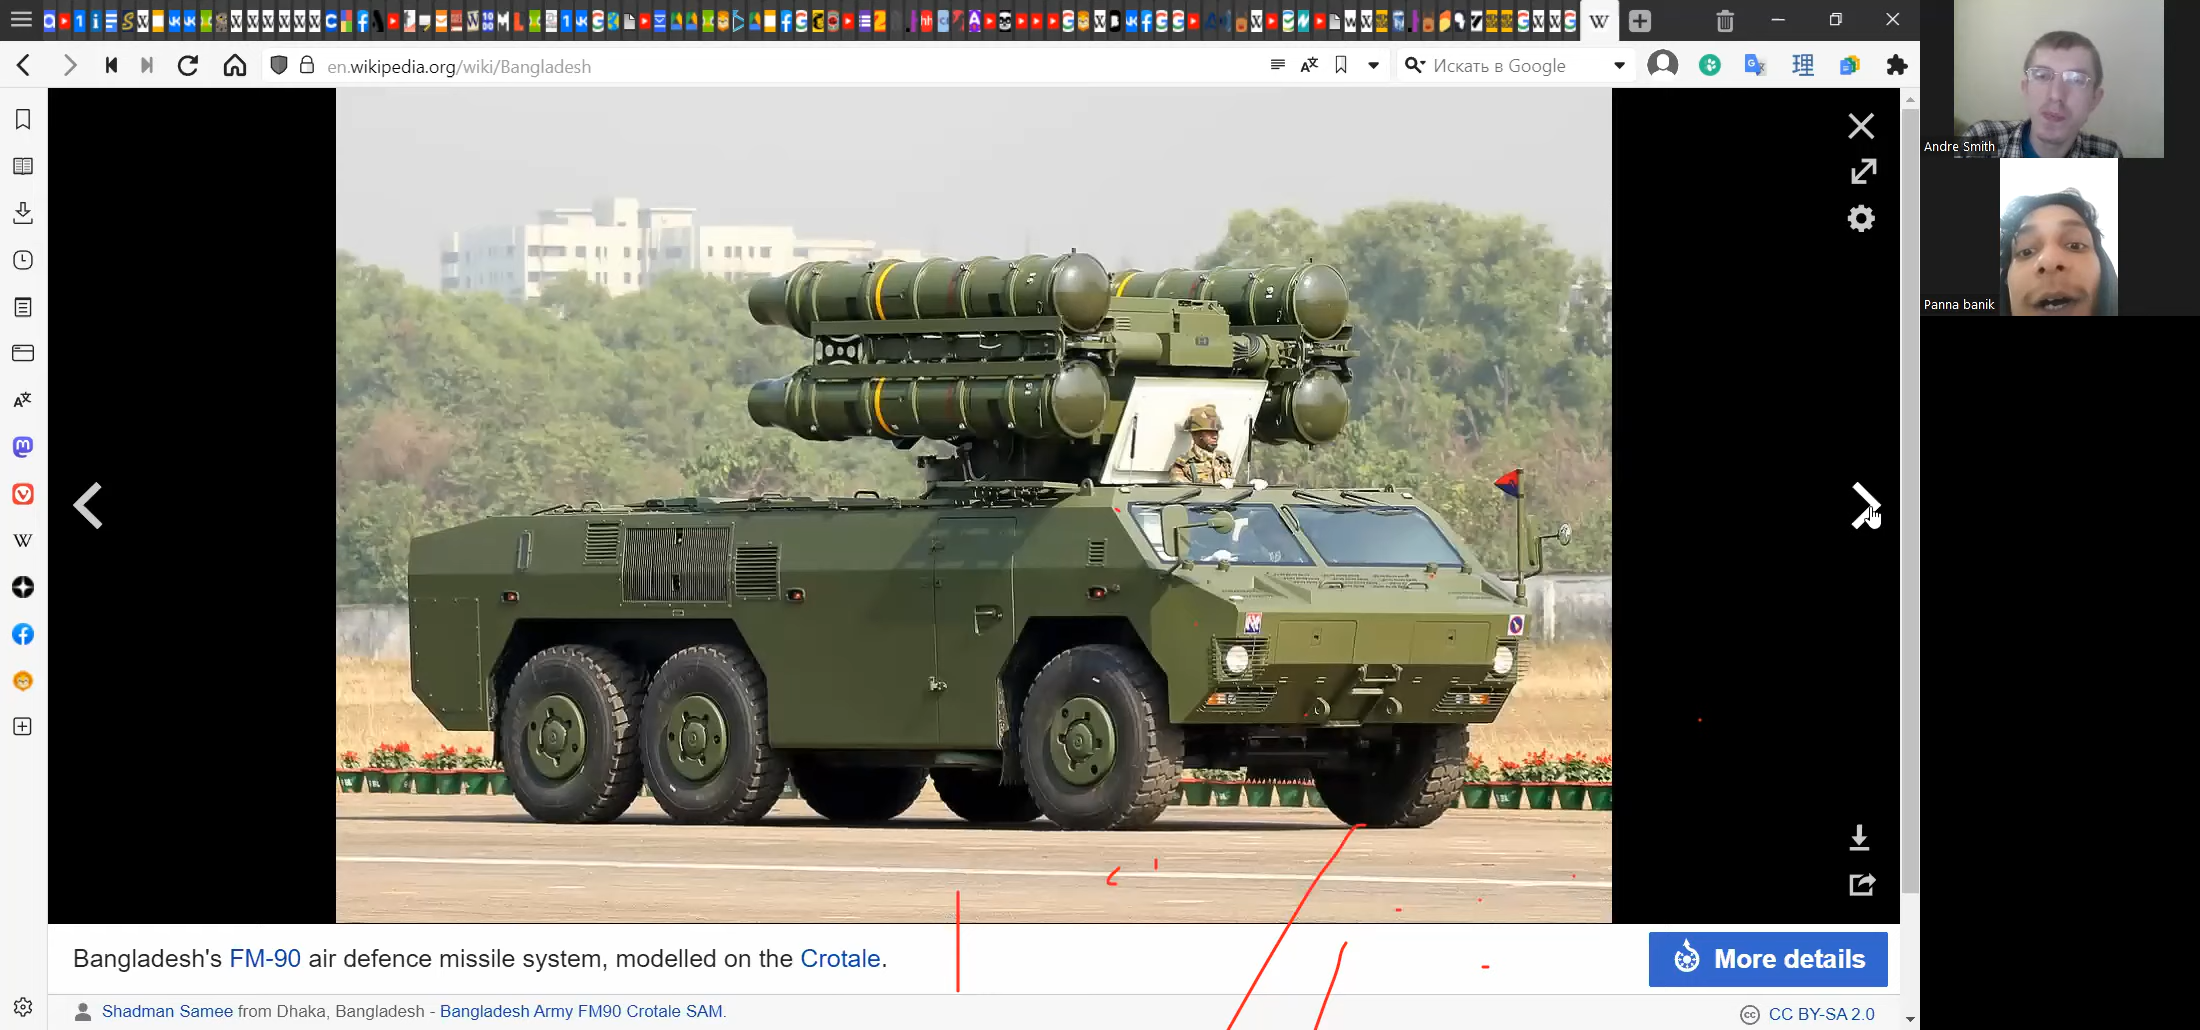 en.wikipedia.org/wiki/Bangladesh
Искать в Google
Andre Smith
Panna banik
Bangladesh's FM-90 air defence missile system, modelled on the Crotale.
More details
Shadman Samee from Dhaka, Bangladesh - Bangladesh Army FM90 Crotale SAM.
CC BY-SA 2.0